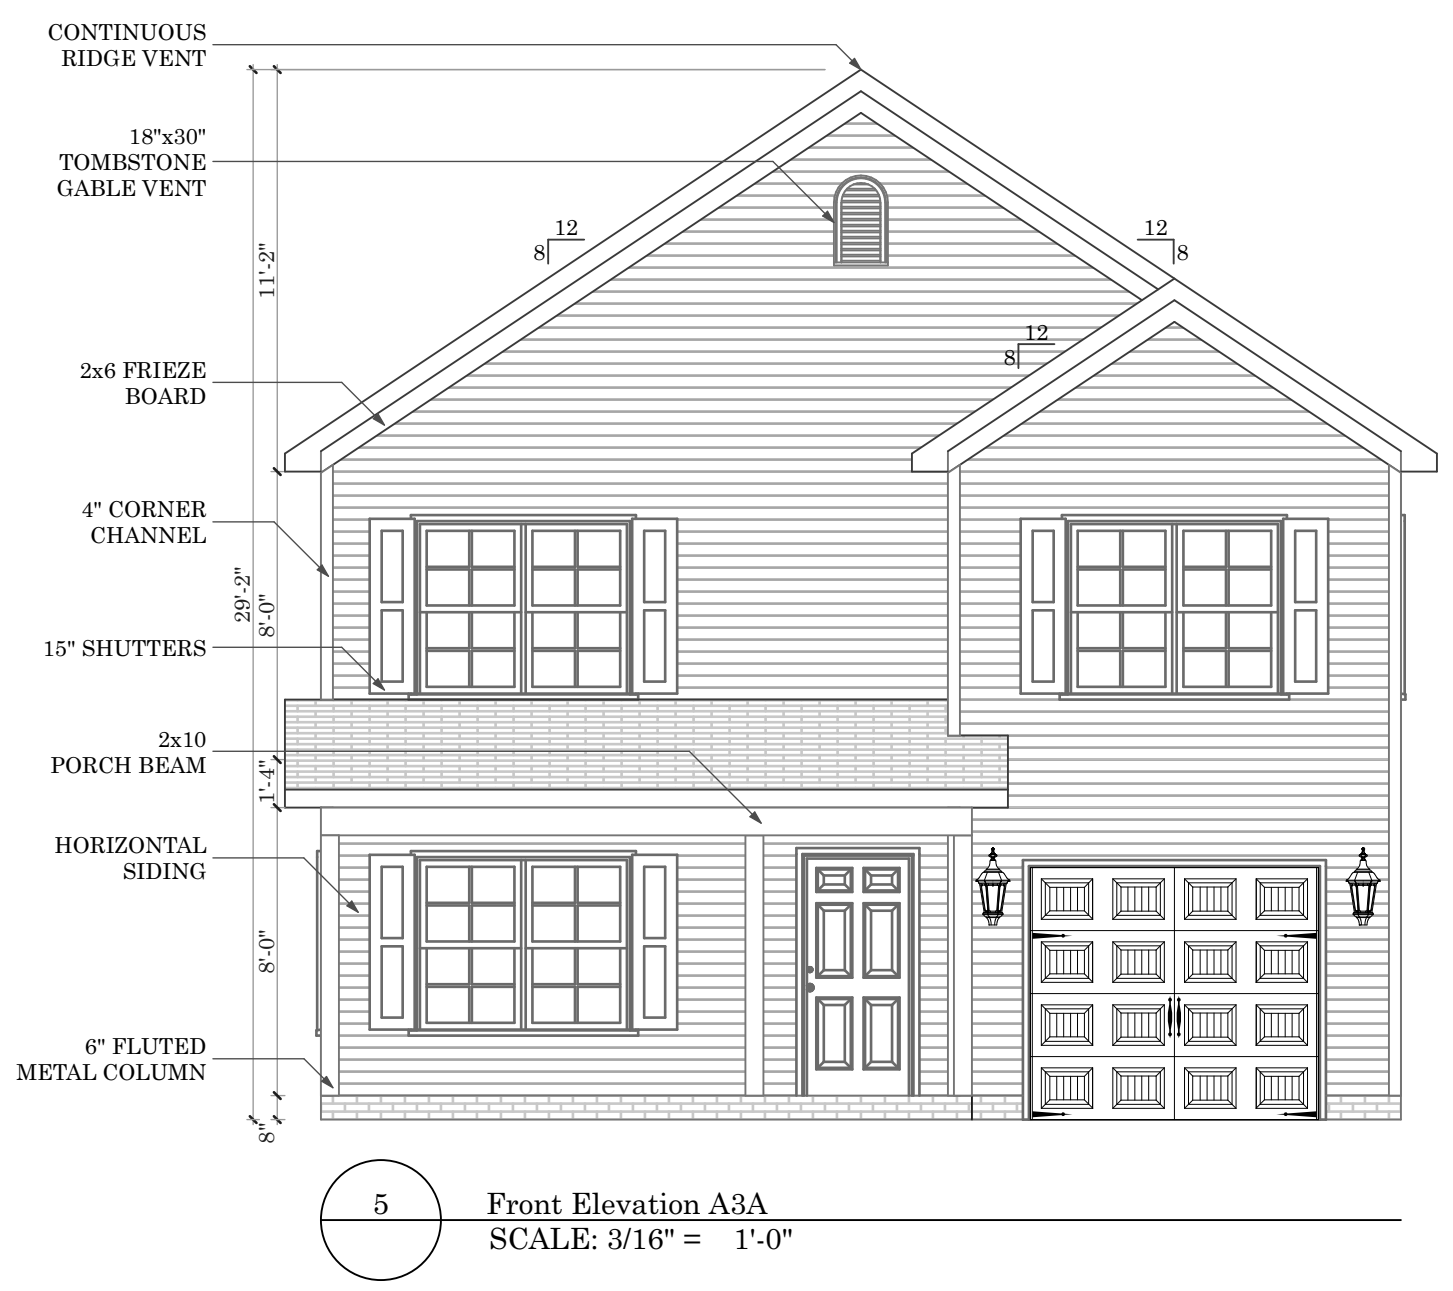 CONTINUOUS
RIDGE VENT
18"x30"
TOMBSTONE
GABLE VENT
12
8
12
8
11'-2"
12
8
2x6 FRIEZE
BOARD
4" CORNER
CHANNEL
29'-2"
8'-0"
15" SHUTTERS
2x10
PORCH BEAM
1'-4"
HORIZONTAL
SIDING
8'-0"
6" FLUTED
METAL COLUMN
8"
5
Front Elevation A3A
SCALE: 3/16" = 1'-0"